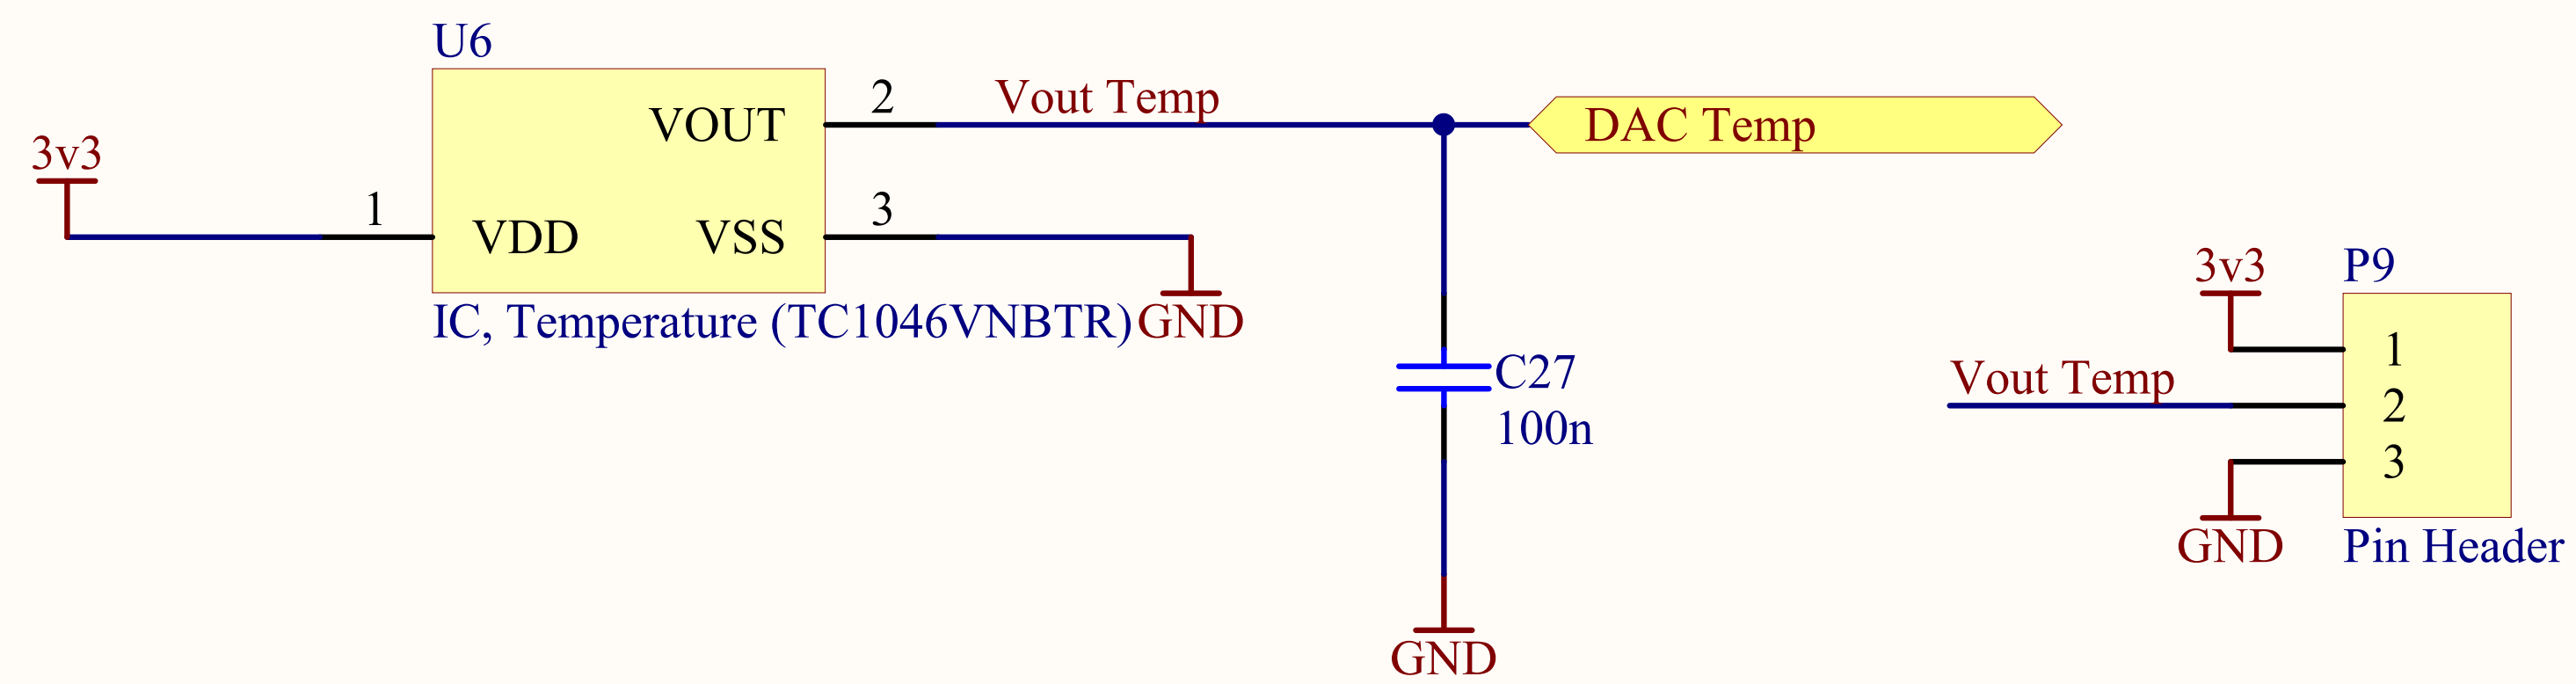 U6
VOUT
2
Vout Temp
DAC Temp
3v3
1
VDD
VSS
3
IC, Temperature (TC1046VNBTR)
GND
C27
100n
GND
3v3
P9
1
Vout Temp
2
3
GND
Pin Header